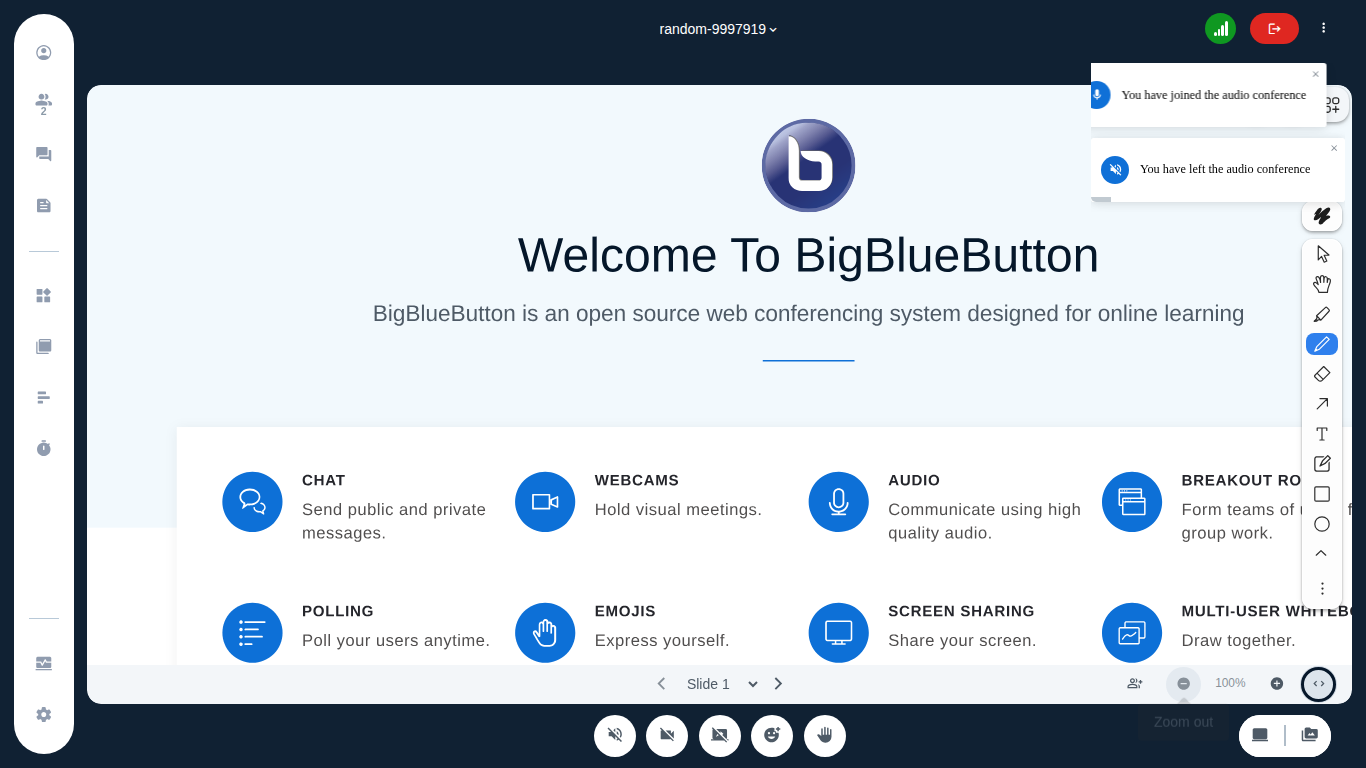 random-9997919
2
You have joined the audio conference
You have left the audio conference
Welcome To BigBlueButton
BigBlueButton is an open source web conferencing system designed for online learning
CHAT
Send public and private
messages.
WEBCAMS
Hold visual meetings.
AUDIO
Communicate using high
quality audio.
BREAKOUT RO
Form teams of
group work.
POLLING
Poll your users anytime.
EMOJIS
Express yourself.
SCREEN SHARING
Share your screen.
MULTI-USER WHITEBO
Draw together.
Slide 1
100%
Zoom out